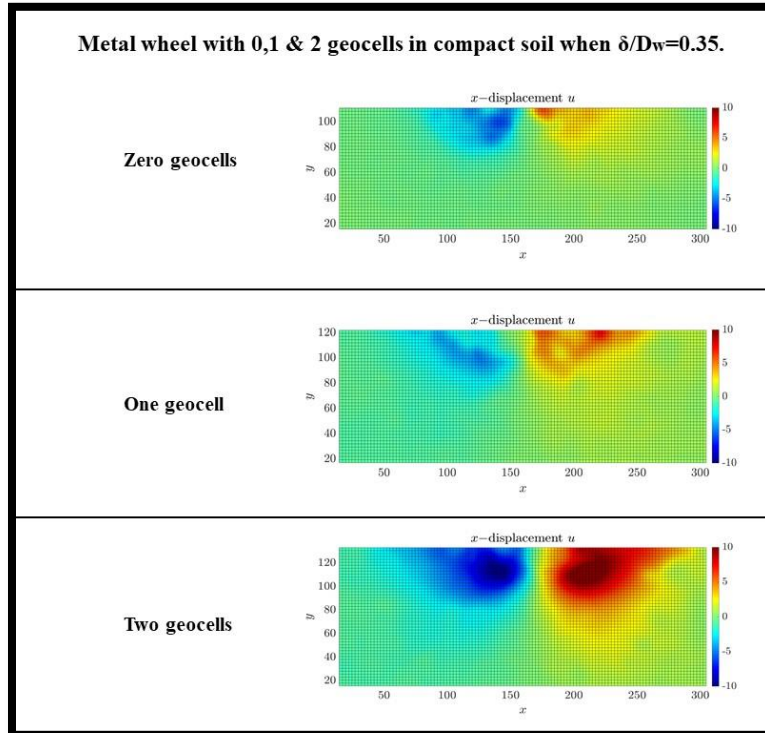 Metal wheel with 0,1 & 2 geocells in compact soil when δ/Dw=0.35.
Zero geocells
x−displacement u
100
80
60
40
20
y
50 100 150 200 250 300
x
10
5
0
-5
-10
One geocell
x−displacement u
120
100
80
60
40
20
y
50 100 150 200 250 300
x
10
5
0
-5
-10
Two geocells
x−displacement u
120
100
80
60
40
20
y
50 100 150 200 250 300
x
10
5
0
-5
-10